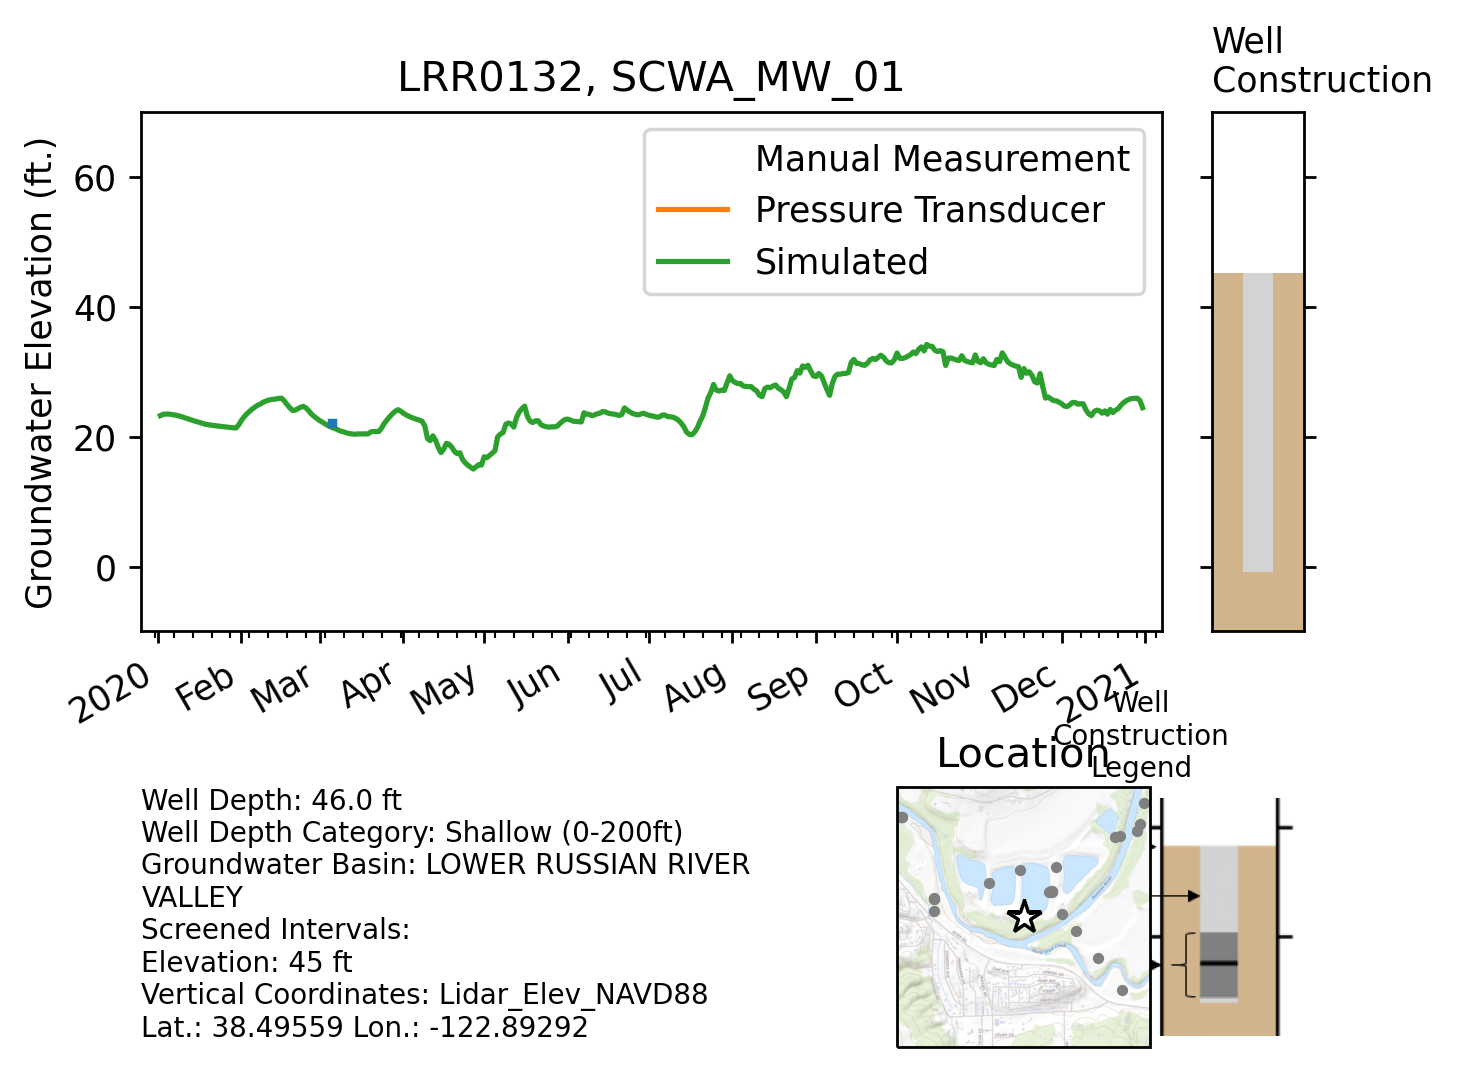 Well
Construction
LRR0132, SCWA_MW_01
Groundwater Elevation (ft.)
60
40
20
0
Manual Measurement
Pressure Transducer
Simulated
2020
Feb
Mar
Apr
May
Jun
Jul
Aug
Sep
Oct
Nov
Dec
2021
Well
Construction
Legend
Location
Well Depth: 46.0 ft
Well Depth Category: Shallow (0-200ft)
Groundwater Basin: LOWER RUSSIAN RIVER
VALLEY
Screened Intervals:
Elevation: 45 ft
Vertical Coordinates: Lidar_Elev_NAVD88
Lat.: 38.49559 Lon.: -122.89292